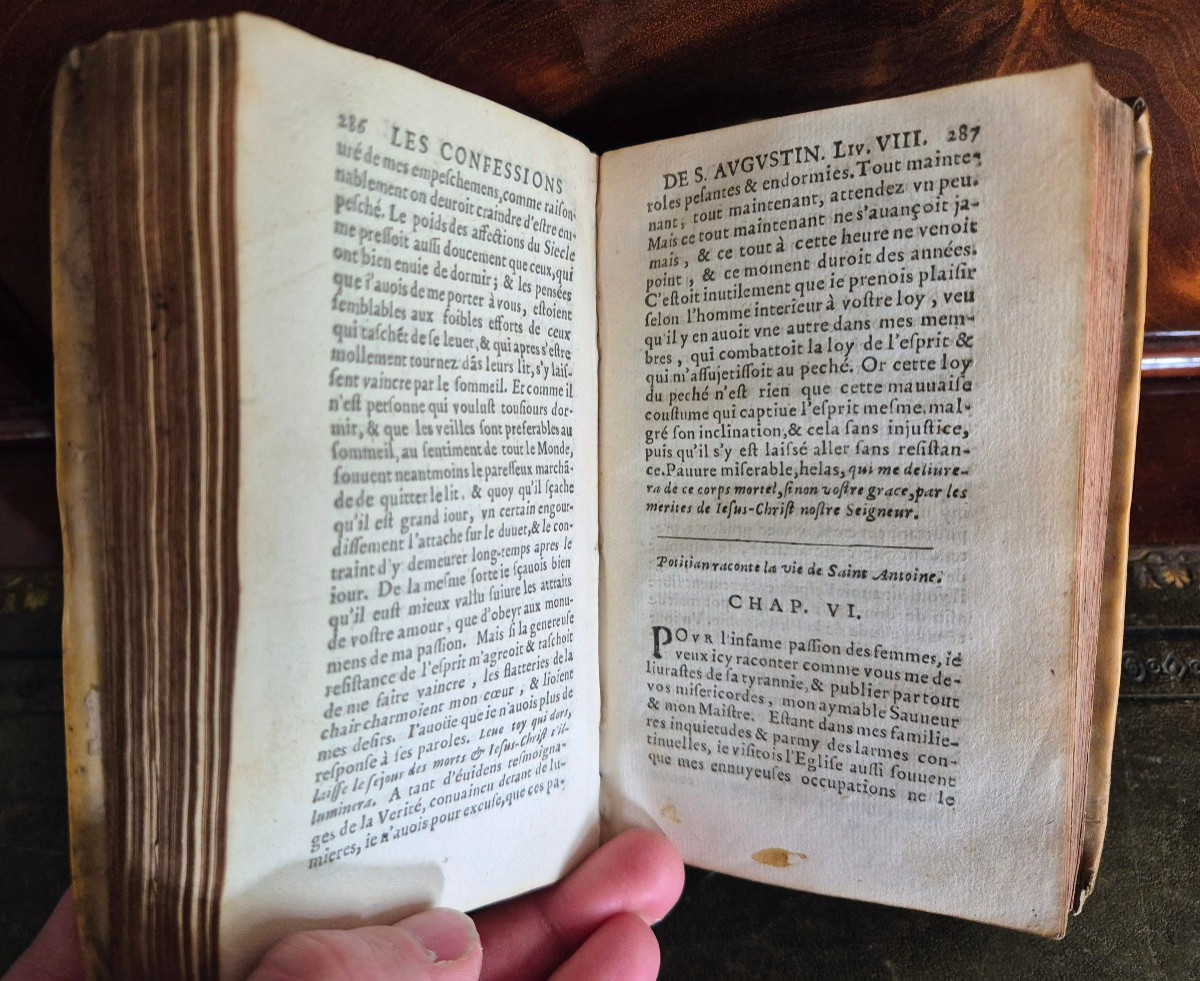 286 LES CONFESSIONS
uré de mes empeſchemens, comme raiſon-
nablement on deuroit craindre d'eſtre em-
peſché. Le poids des affections du Siecle
me preſſoit auſſi doucement que ceux, qui
ont bien enuie de dormir; & les penſées
que i'auois de me porter à vous, eſtoient
ſemblables aux foibles efforts de ceux
qui taſchẽt de ſe leuer, & qui apres s'eſtre
mollement tournez dãs leurs lit, s'y laiſ-
ſent vaincre par le ſommeil. Et comme il
n'eſt perſonne qui vouluſt touſiours dor-
mir, & que les veilles ſont preferables au
ſommeil, au ſentiment de tout le Monde,
ſouuent neantmoins le pareſſeux marchã-
de de quitter le lit. & quoy qu'il ſçache
qu'il eſt grand iour, vn certain engour-
diſſement l'attache ſur le duuet, & le con-
traint d'y demeurer long-temps apres le
iour. De la meſme ſorte ie ſçauois bien
qu'il euſt mieux vallu ſuiure les attraits
de voſtre amour, que d'obeyr aux monu-
mens de ma paſſion. Mais ſi la genereuſe
reſiſtance de l'eſprit m'agreoit & taſchoit
de me faire vaincre, les flatteries de la
chair charmoient mon cœur, & lioient
mes deſirs. I'auoüe que ie n'auois plus de
reſponſe à ſes paroles. Leue toy qui dors,
laiſſe le ſejour des morts & Ieſus-Chriſt t'il-
luminera. A tant d'éuidens teſmoigna-
ges de la Verité, conuaincu de tant de lu-
mieres, ie n'auois pour excuſe, que ces pa-
DE S. AVGVSTIN. LIV. VIII. 287
roles peſantes & endormies. Tout mainte-
nant, tout maintenant, attendez vn peu.
Mais ce tout maintenant ne s'auançoit ja-
mais, & ce tout à cette heure ne venoit
point, & ce moment duroit des années.
C'eſtoit inutilement que ie prenois plaiſir
ſelon l'homme interieur à voſtre loy, veu
qu'il y en auoit vne autre dans mes mem-
bres, qui combattoit la loy de l'eſprit &
qui m'aſſujetiſſoit au peché. Or cette loy
du peché n'eſt rien que cette mauuaiſe
couſtume qui captiue l'eſprit meſme. mal-
gré ſon inclination, & cela ſans injuſtice,
puis qu'il s'y eſt laiſſé aller ſans reſiſtan-
ce. Pauure miſerable, helas, qui me deliure-
ra de ce corps mortel, ſi non voſtre grace, par les
merites de Ieſus-Chriſt noſtre Seigneur.
Potitian raconte la vie de Saint Antoine.
CHAP. VI.
POVR l'infame paſſion des femmes, ie
veux icy raconter comme vous me de-
liuraſtes de ſa tyrannie, & publier par tout
vos miſericordes, mon aymable Sauueur
& mon Maiſtre. Eſtant dans mes familie-
res inquietudes & parmy des larmes con-
tinuelles, ie viſitois l'Egliſe auſſi ſouuent
que mes ennuyeuſes occupations ne le